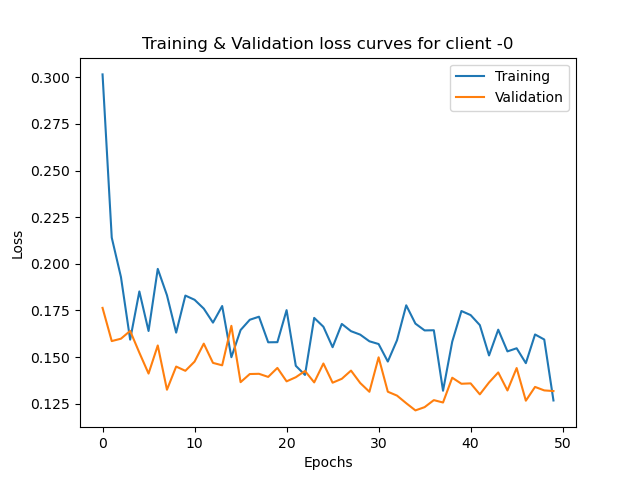 Training & Validation loss curves for client -0
Training
Validation
0.300
0.275
0.250
0.225
0.200
0.175
0.150
0.125
Loss
0
10
20
30
40
50
Epochs